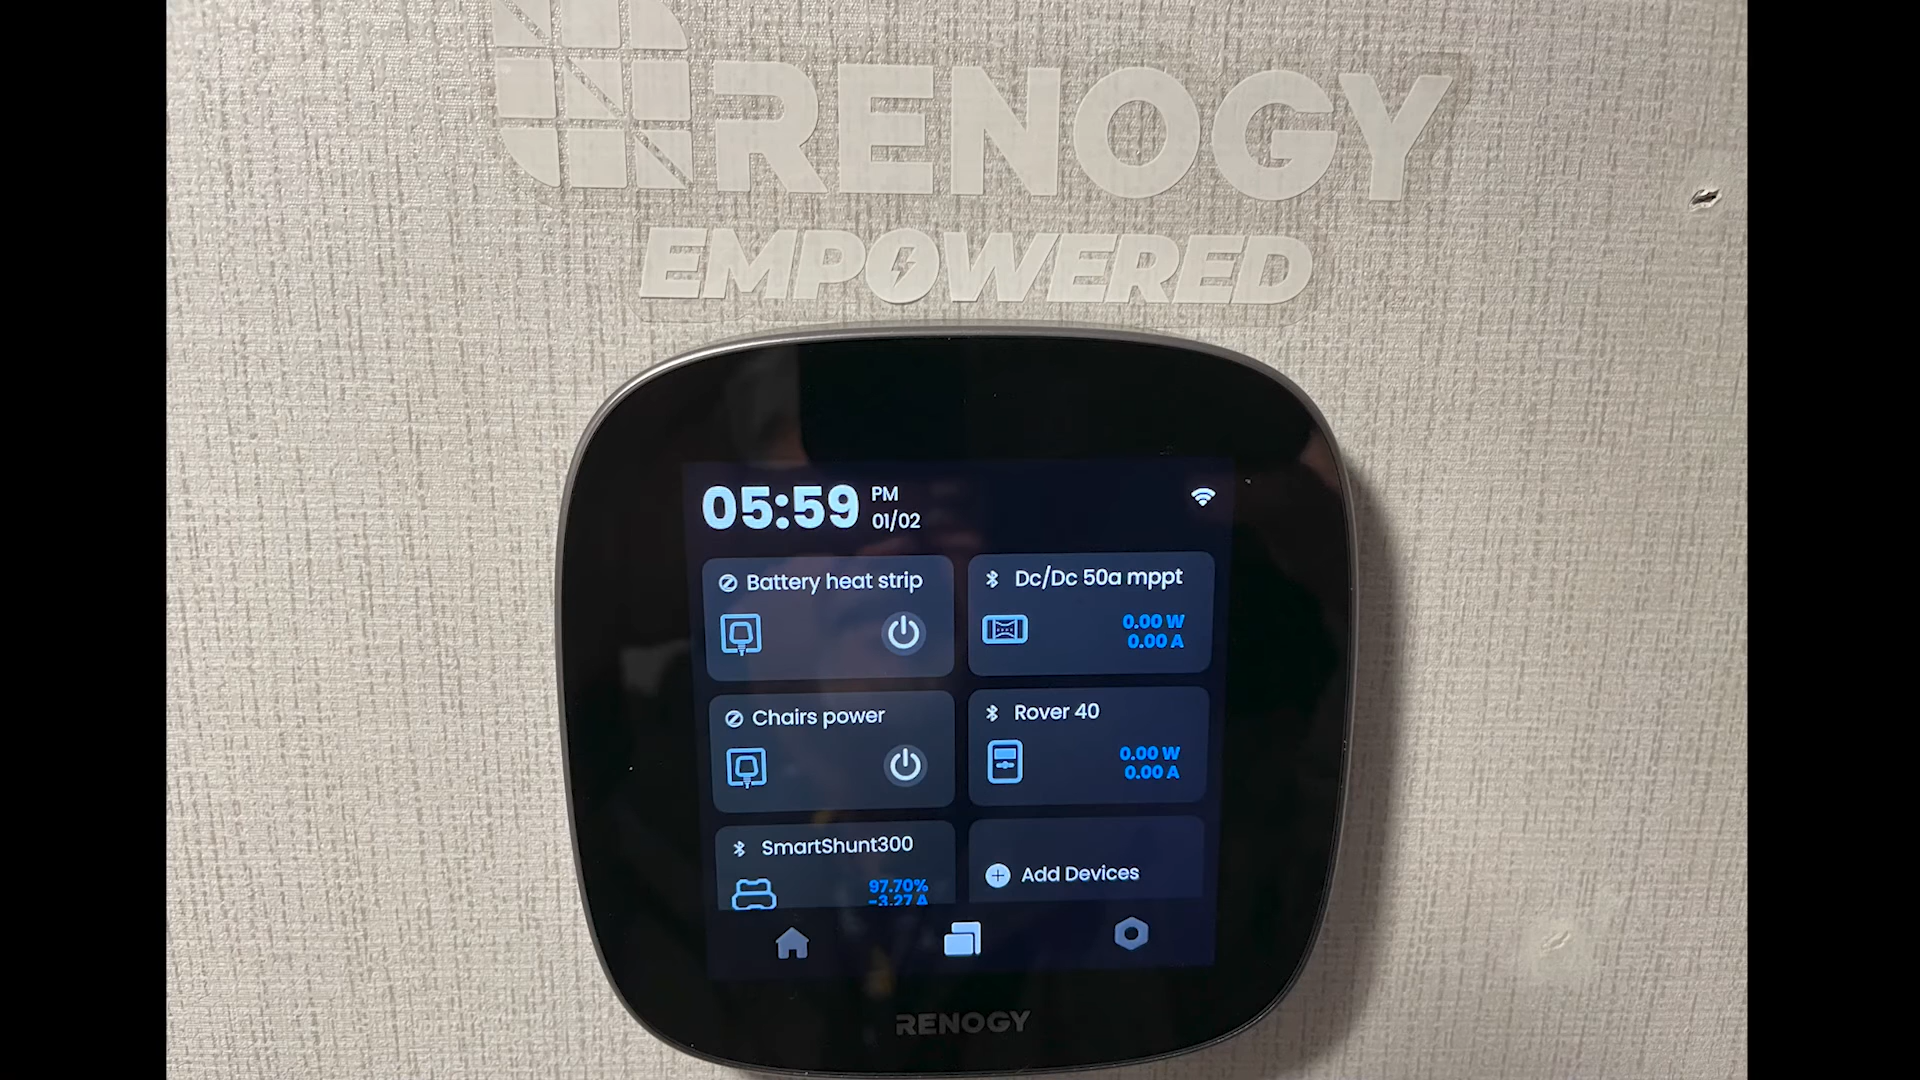 RENOGY
EMPOWERED
05:59 PM
01/02
Battery heat strip
Dc/Dc 50a mppt
0.00 W
0.00 A
Chairs power
Rover 40
0.00 W
0.00 A
SmartShunt300
97.70%
-3.27 A
Add Devices
RENOGY